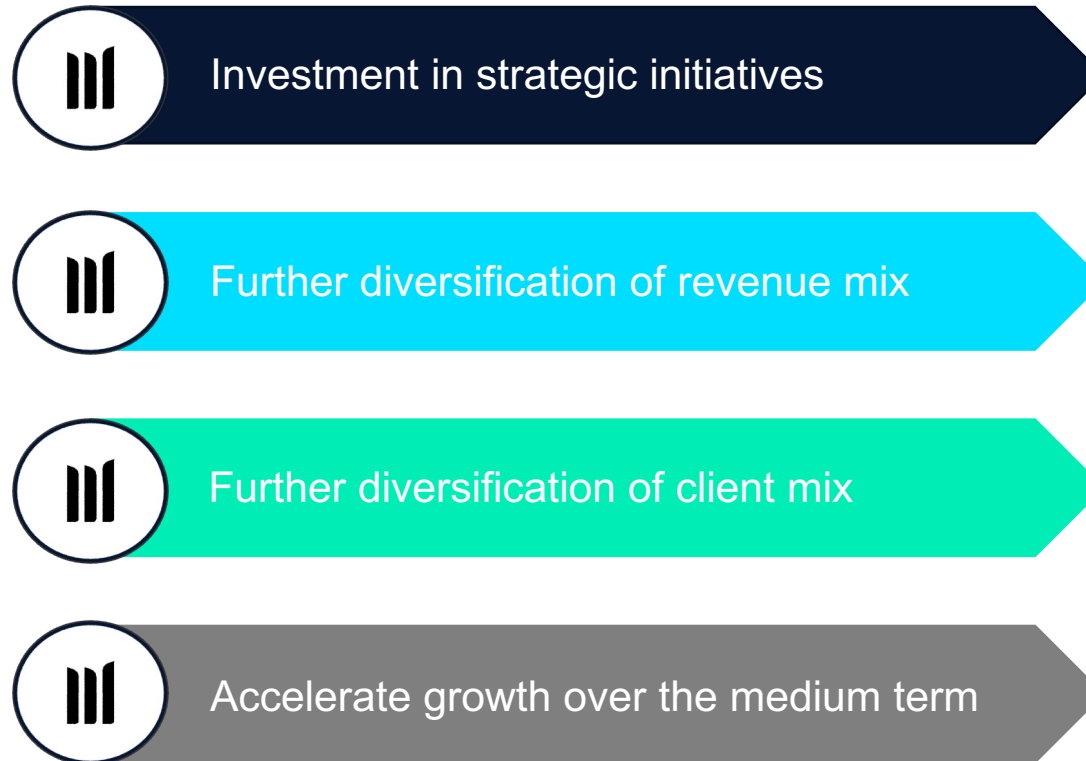 Investment in strategic initiatives
Further diversification of revenue mix
Further diversification of client mix
Accelerate growth over the medium term